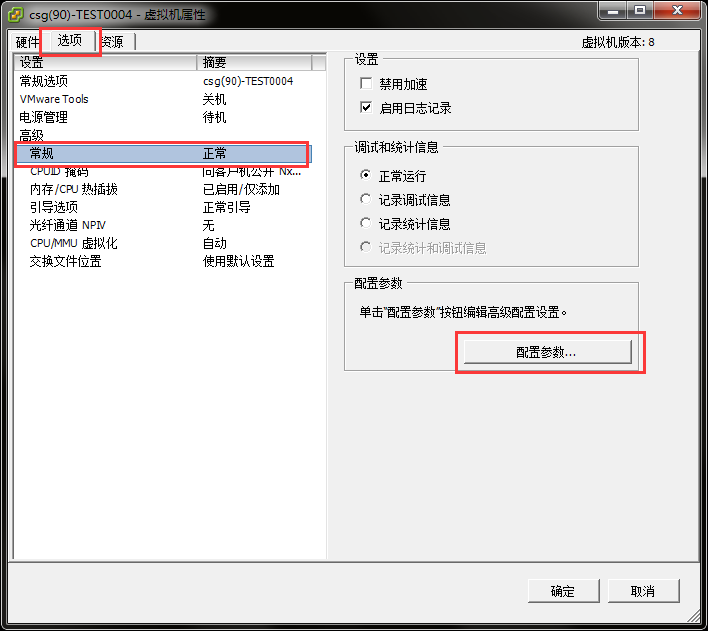 csg(90)-TEST0004 - 虚拟机属性
硬件 选项 资源 虚拟机版本: 8
设置 摘要
常规选项 csg(90)-TEST0004
VMware Tools 关机
电源管理 待机
高级
常规 正常
CPUID 掩码 向客户机公开 Nx...
内存/CPU 热插拔 已启用/仅添加
引导选项 正常引导
光纤通道 NPIV 无
CPU/MMU 虚拟化 自动
交换文件位置 使用默认设置
设置
禁用加速
启用日志记录
调试和统计信息
正常运行
记录调试信息
记录统计信息
记录统计和调试信息
配置参数
单击"配置参数"按钮编辑高级配置设置。
配置参数...
确定 取消